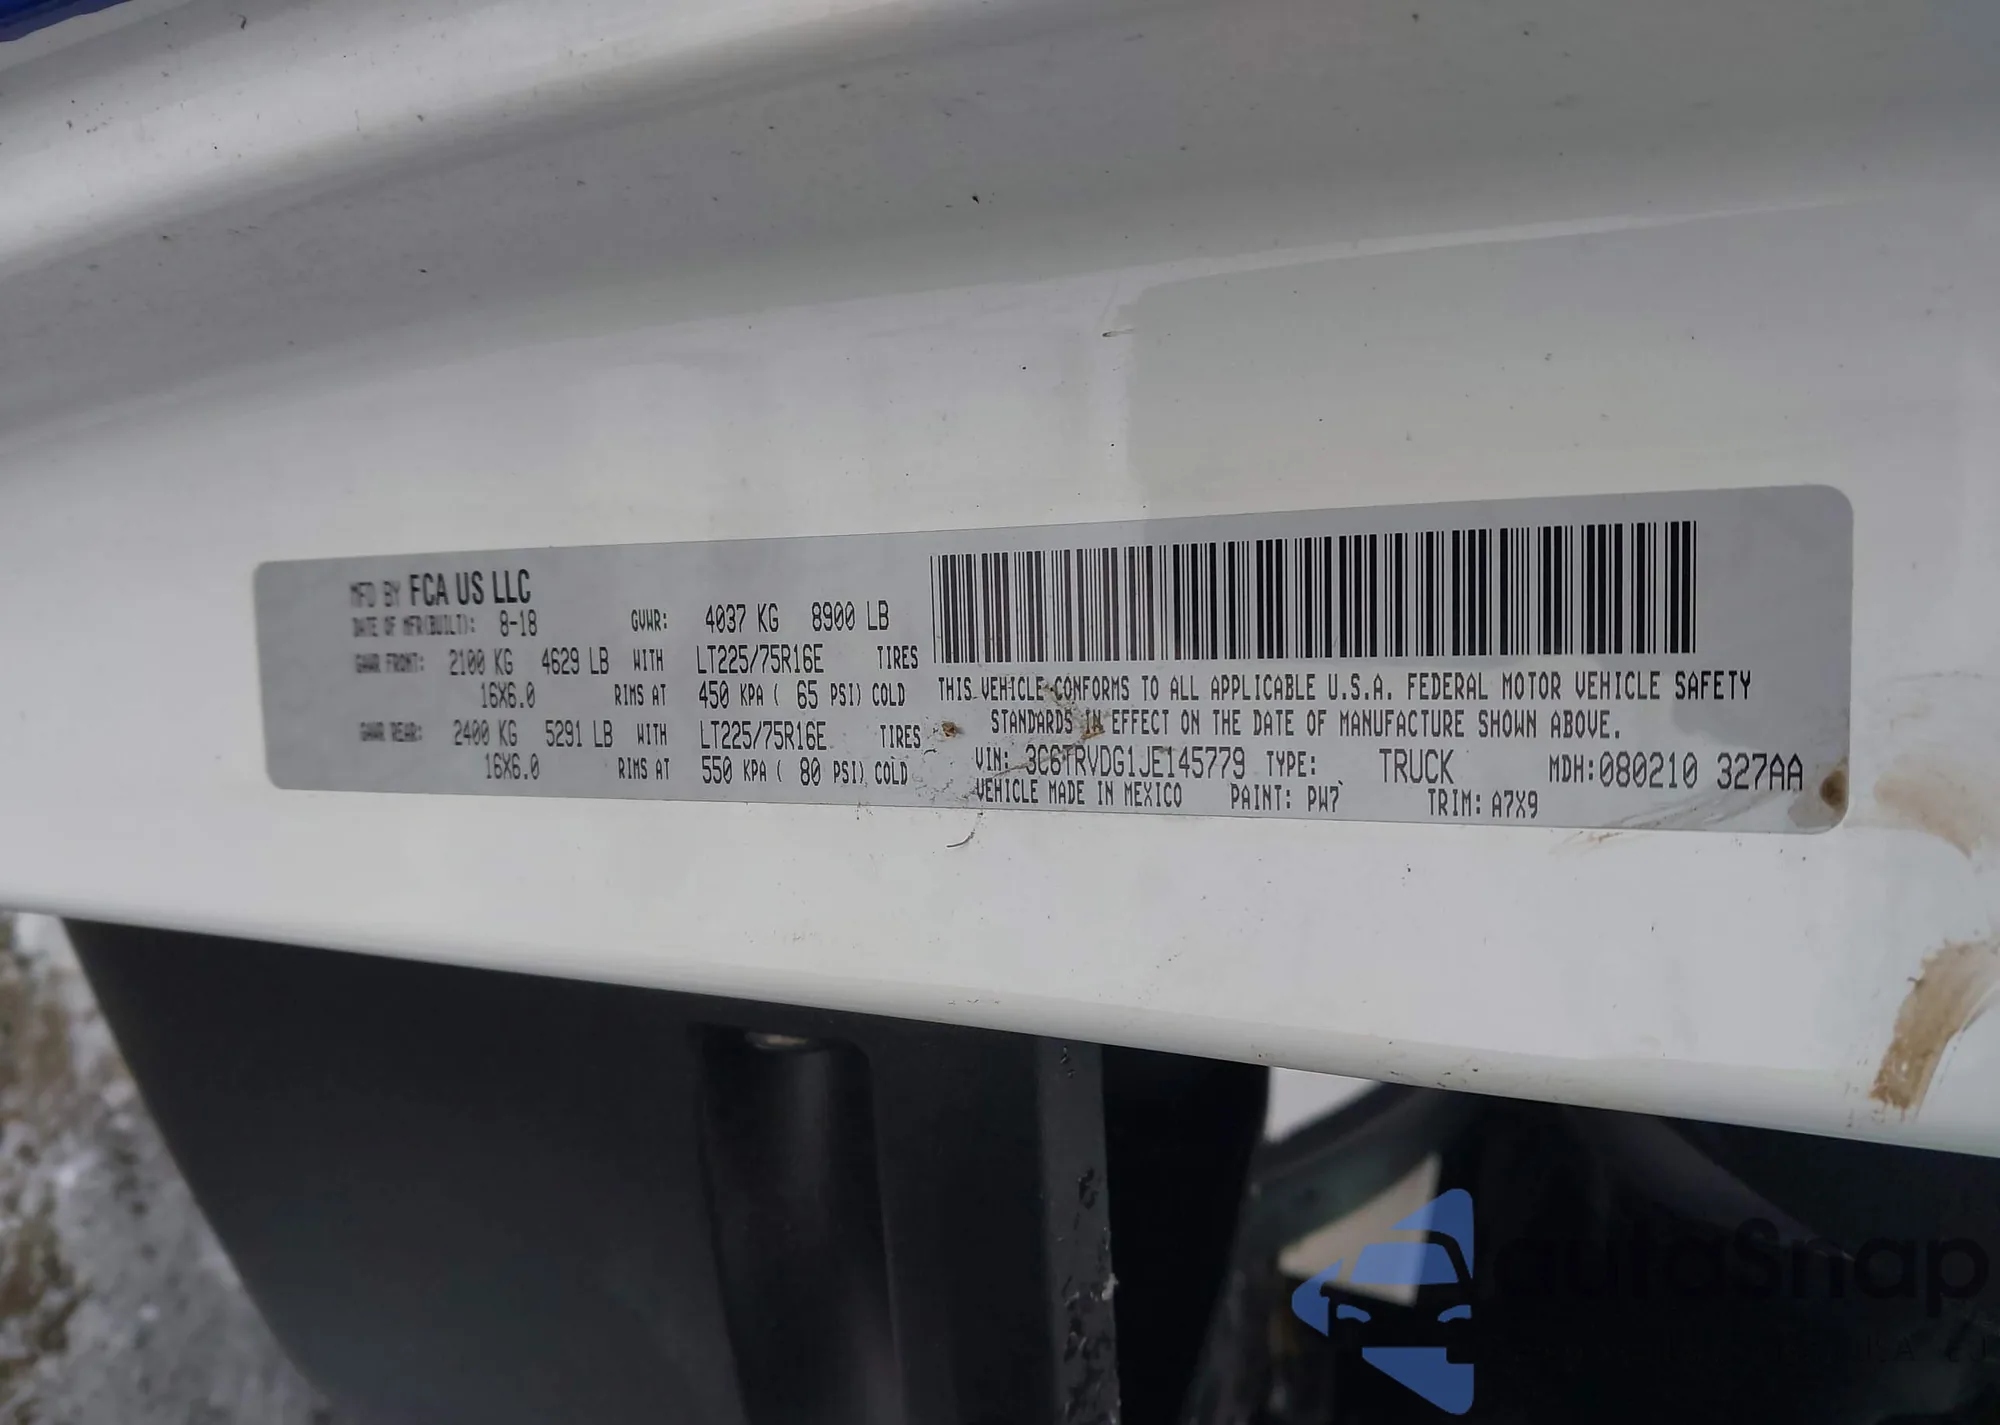 MFD BY FCA US LLC
DATE OF MFR(BUILT): 8-18 GVWR: 4037 KG 8900 LB
GAWR FRONT: 2100 KG 4629 LB WITH LT225/75R16E TIRES
16X6.0 RIMS AT 450 KPA ( 65 PSI) COLD
GAWR REAR: 2400 KG 5291 LB WITH LT225/75R16E TIRES
16X6.0 RIMS AT 550 KPA ( 80 PSI) COLD
THIS VEHICLE CONFORMS TO ALL APPLICABLE U.S.A. FEDERAL MOTOR VEHICLE SAFETY
STANDARDS IN EFFECT ON THE DATE OF MANUFACTURE SHOWN ABOVE.
VIN: 3C6TRVDG1JE145779 TYPE: TRUCK MDH:080210 327AA
VEHICLE MADE IN MEXICO PAINT: PW7 TRIM: A7X9
autaSnap